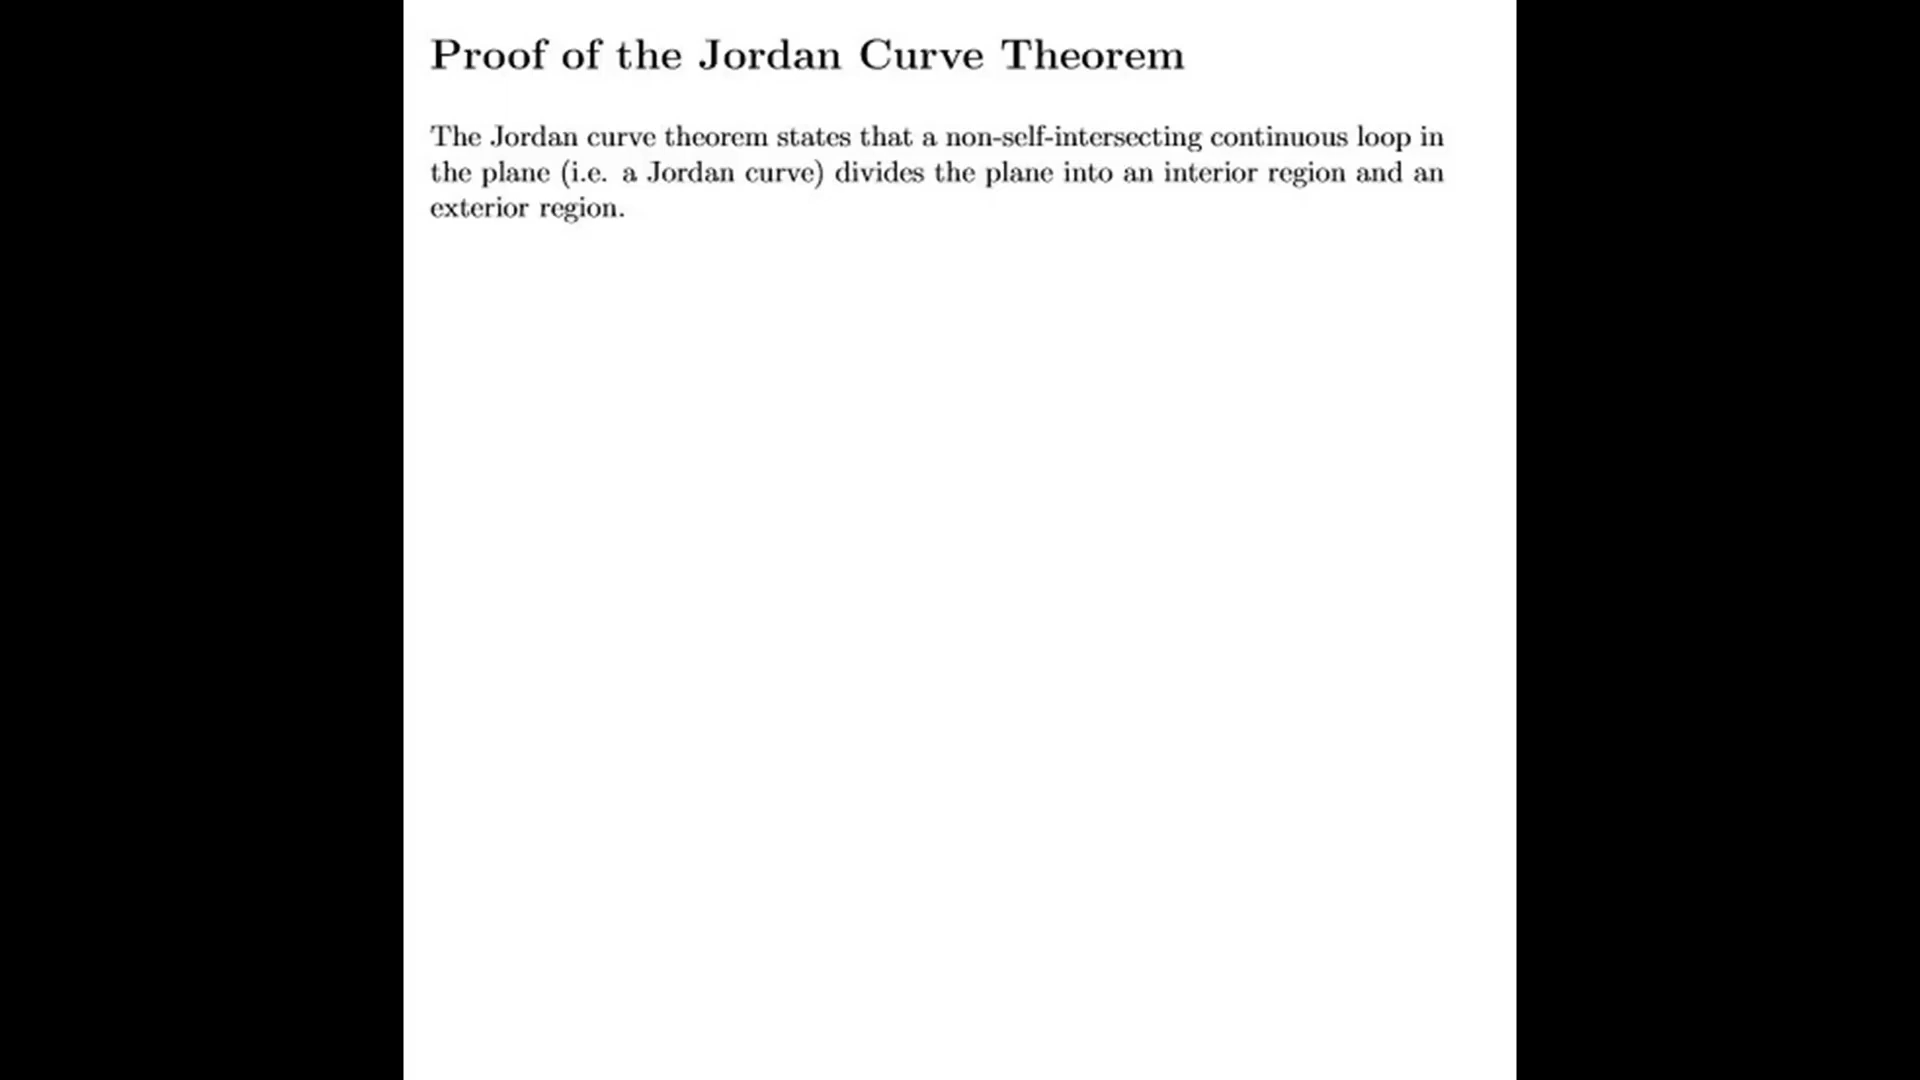 Proof of the Jordan Curve Theorem
The Jordan curve theorem states that a non-self-intersecting continuous loop in
the plane (i.e. a Jordan curve) divides the plane into an interior region and an
exterior region.